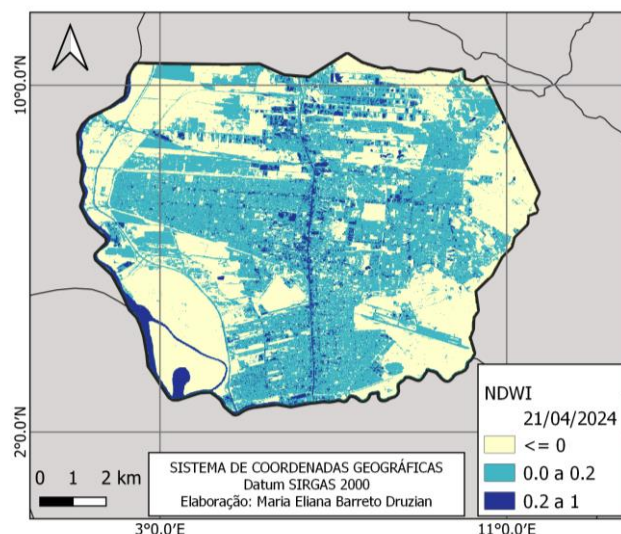 10°0.0'N
2°0.0'N
0 1 2 km
SISTEMA DE COORDENADAS GEOGRÁFICAS
Datum SIRGAS 2000
Elaboração: Maria Eliana Barreto Druzian
NDWI
21/04/2024
<= 0
0.0 a 0.2
0.2 a 1
3°0.0'E
11°0.0'E